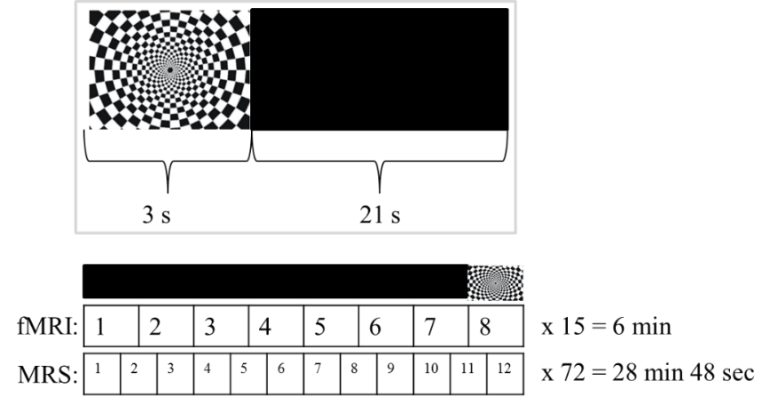 3 s 21 s
fMRI: 1 2 3 4 5 6 7 8 x 15 = 6 min
MRS: 1 2 3 4 5 6 7 8 9 10 11 12 x 72 = 28 min 48 sec